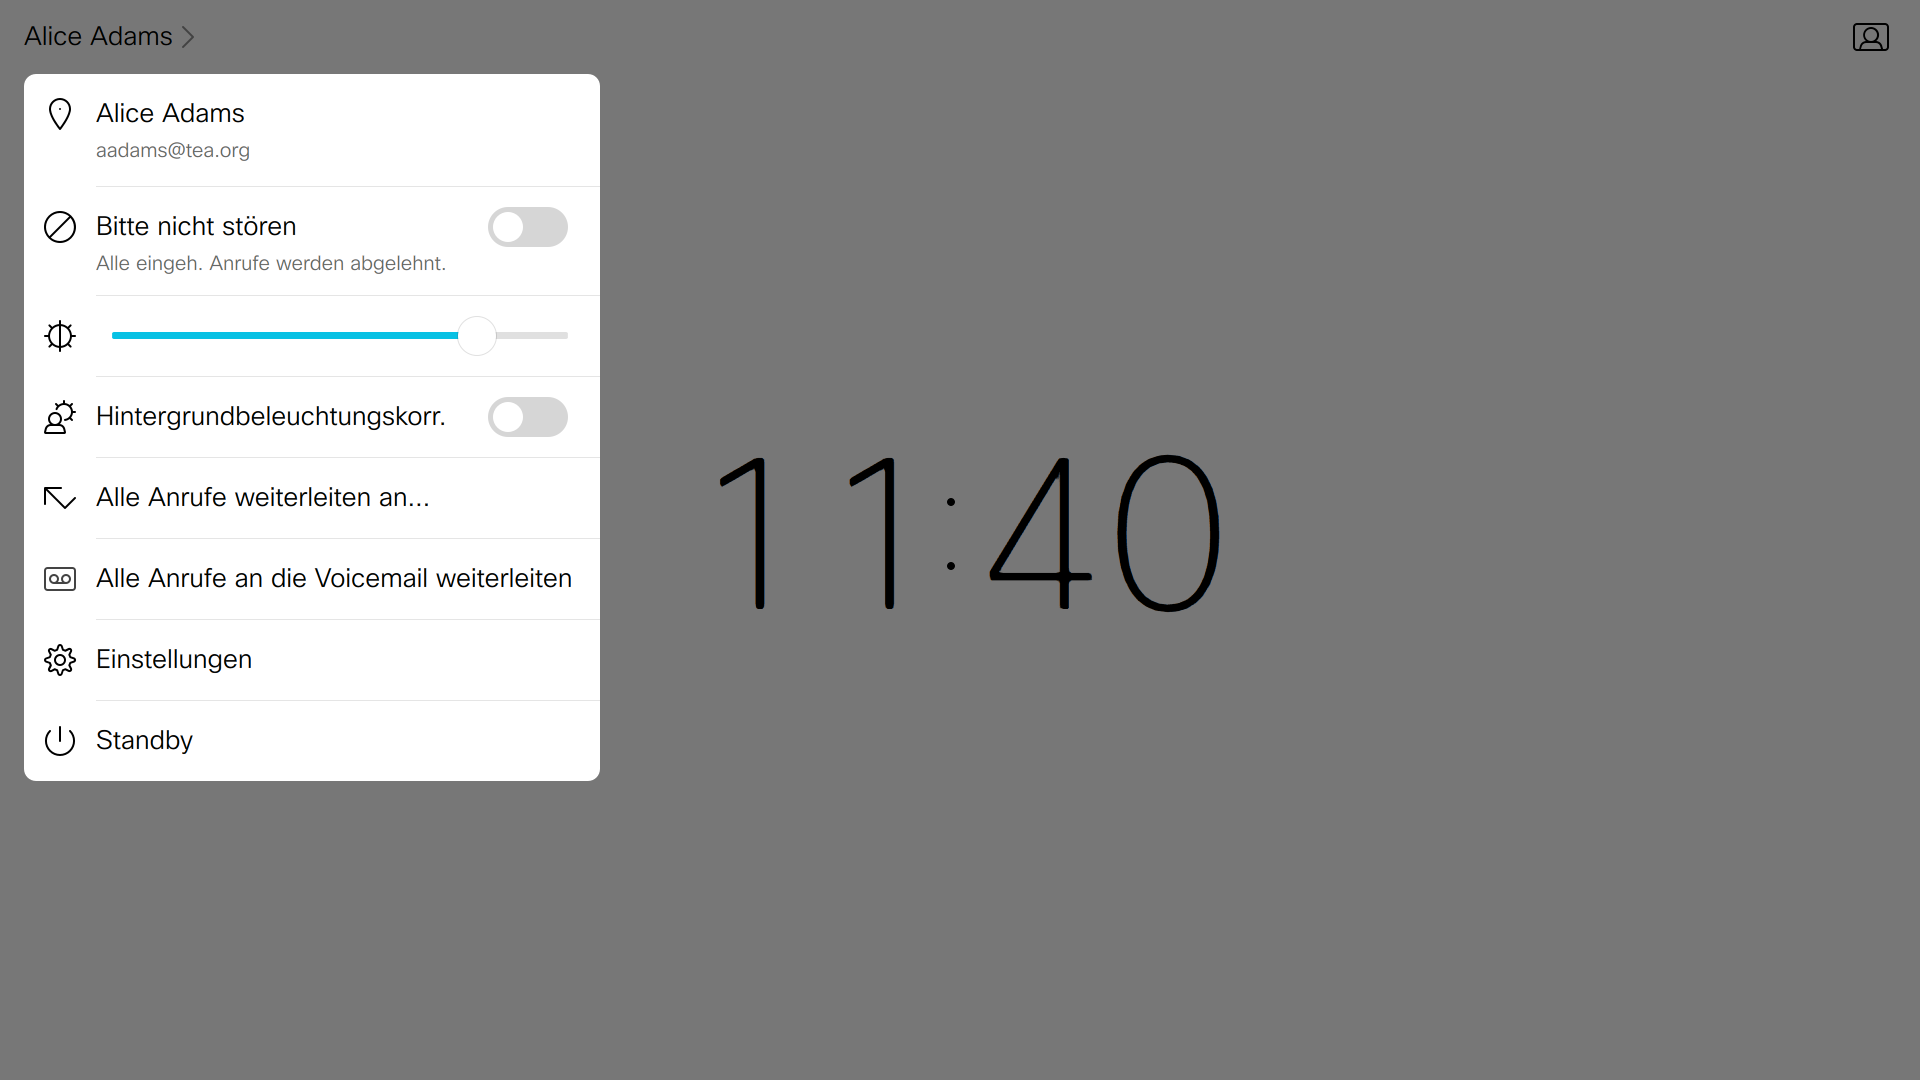 Alice Adams
Alice Adams
aadams@tea.org
Bitte nicht stören
Alle eingeh. Anrufe werden abgelehnt.
Hintergrundbeleuchtungskorr.
Alle Anrufe weiterleiten an...
Alle Anrufe an die Voicemail weiterleiten
Einstellungen
Standby
11:40